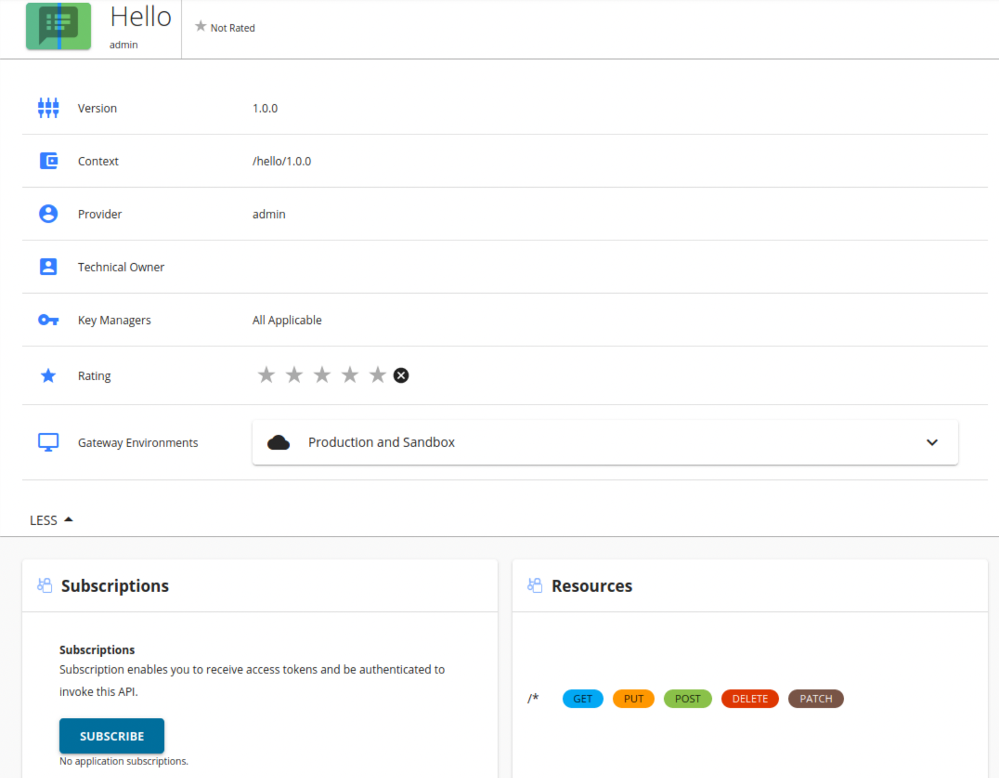 Hello
admin
Not Rated
Version 1.0.0
Context /hello/1.0.0
Provider admin
Technical Owner
Key Managers All Applicable
Rating
Gateway Environments Production and Sandbox
LESS
Subscriptions
Subscriptions
Subscription enables you to receive access tokens and be authenticated to
invoke this API.
SUBSCRIBE
No application subscriptions.
Resources
/* GET PUT POST DELETE PATCH